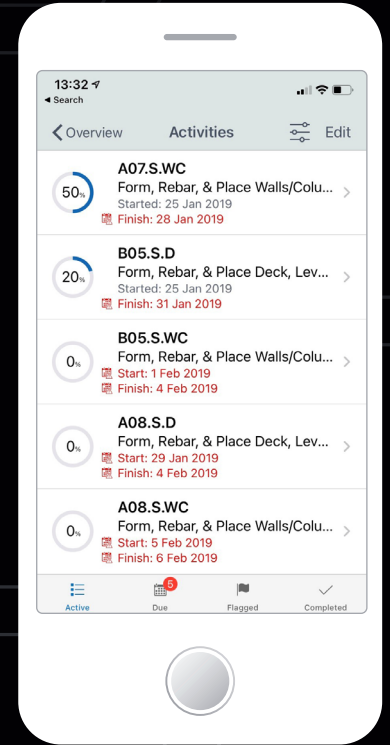 13:32
Search
Overview
Activities
Edit
50%
A07.S.WC
Form, Rebar, & Place Walls/Colu...
Started: 25 Jan 2019
Finish: 28 Jan 2019
20%
B05.S.D
Form, Rebar, & Place Deck, Lev...
Started: 25 Jan 2019
Finish: 31 Jan 2019
0%
B05.S.WC
Form, Rebar, & Place Walls/Colu...
Start: 1 Feb 2019
Finish: 4 Feb 2019
0%
A08.S.D
Form, Rebar, & Place Deck, Lev...
Start: 29 Jan 2019
Finish: 4 Feb 2019
0%
A08.S.WC
Form, Rebar, & Place Walls/Colu...
Start: 5 Feb 2019
Finish: 6 Feb 2019
5
Active
Due
Flagged
Completed